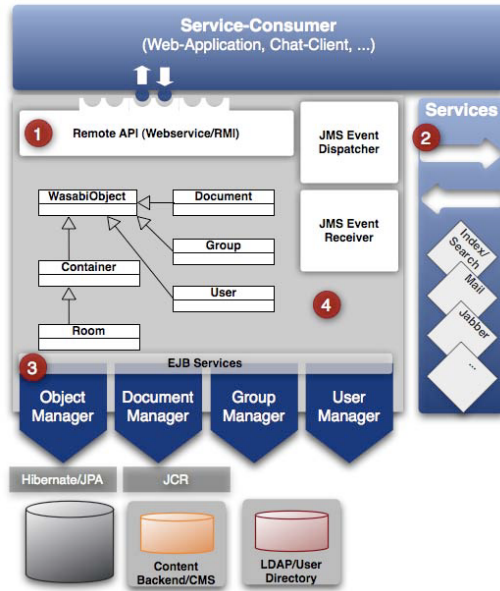 Service-Consumer
(Web-Application, Chat-Client, ...)
1
Remote API (Webservice/RMI)
JMS Event
Dispatcher
Services
2
WasabiObject
Document
Group
User
Container
Room
JMS Event
Receiver
4
Index/
Search
Mail
Jabber
...
3
EJB Services
Object
Manager
Document
Manager
Group
Manager
User
Manager
Hibernate/JPA
JCR
Content
Backend/CMS
LDAP/User
Directory